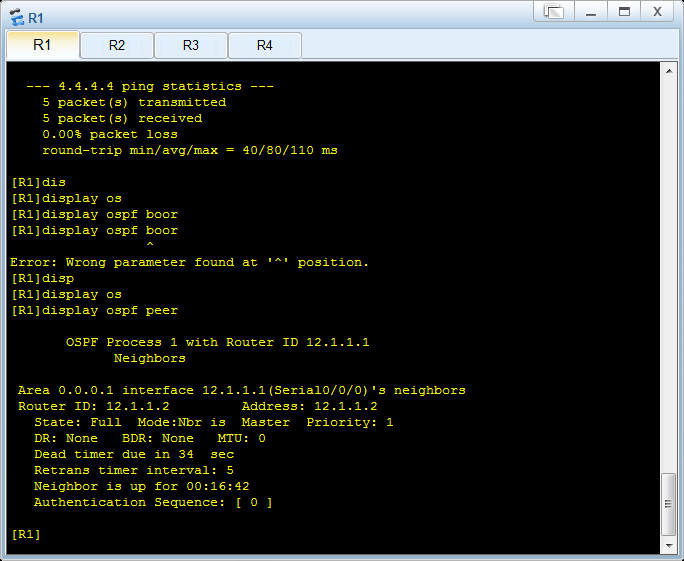 R1
X
R1 R2 R3 R4
--- 4.4.4.4 ping statistics ---
5 packet(s) transmitted
5 packet(s) received
0.00% packet loss
round-trip min/avg/max = 40/80/110 ms
[R1]dis
[R1]display os
[R1]display ospf boor
[R1]display ospf boor
^
Error: Wrong parameter found at '^' position.
[R1]disp
[R1]display os
[R1]display ospf peer
OSPF Process 1 with Router ID 12.1.1.1
Neighbors
Area 0.0.0.1 interface 12.1.1.1(Serial0/0/0)'s neighbors
Router ID: 12.1.1.2 Address: 12.1.1.2
State: Full Mode:Nbr is Master Priority: 1
DR: None BDR: None MTU: 0
Dead timer due in 34 sec
Retrans timer interval: 5
Neighbor is up for 00:16:42
Authentication Sequence: [ 0 ]
[R1]